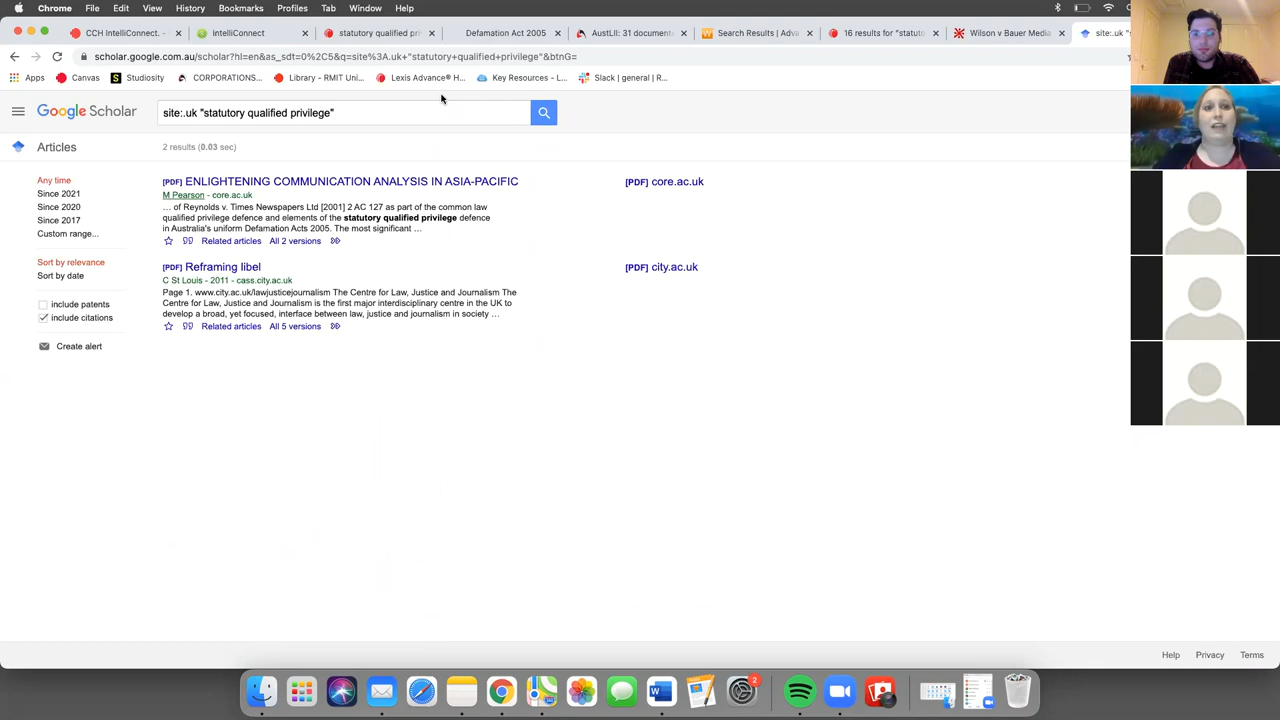 Chrome File Edit View History Bookmarks Profiles Tab Window Help
CCH IntelliConnect. - intelliConnect statutory qualified pri Defamation Act 2005 AustLII: 31 document Search Results | Adva 16 results for "statuto Wilson v Bauer Media site:.uk "s
scholar.google.com.au/scholar?hl=en&as_sdt=0%2C5&q=site%3A.uk+"statutory+qualified+privilege"&btnG=
Apps Canvas Studiosity CORPORATIONS... Library - RMIT Uni... Lexis Advance® H... Key Resources - L... Slack | general | R...
Google Scholar
site:.uk "statutory qualified privilege"
Articles
2 results (0.03 sec)
Any time
Since 2021
Since 2020
Since 2017
Custom range...
Sort by relevance
Sort by date
include patents
include citations
Create alert
[PDF] ENLIGHTENING COMMUNICATION ANALYSIS IN ASIA-PACIFIC
M Pearson - core.ac.uk
… of Reynolds v. Times Newspapers Ltd [2001] 2 AC 127 as part of the common law
qualified privilege defence and elements of the statutory qualified privilege defence
in Australia's uniform Defamation Acts 2005. The most significant …
Related articles All 2 versions
[PDF] core.ac.uk
[PDF] Reframing libel
C St Louis - 2011 - cass.city.ac.uk
Page 1. www.city.ac.uk/lawjusticejournalism The Centre for Law, Justice and Journalism The
Centre for Law, Justice and Journalism is the first major interdisciplinary centre in the UK to
develop a broad, yet focused, interface between law, justice and journalism in society …
Related articles All 5 versions
[PDF] city.ac.uk
Help Privacy Terms
2